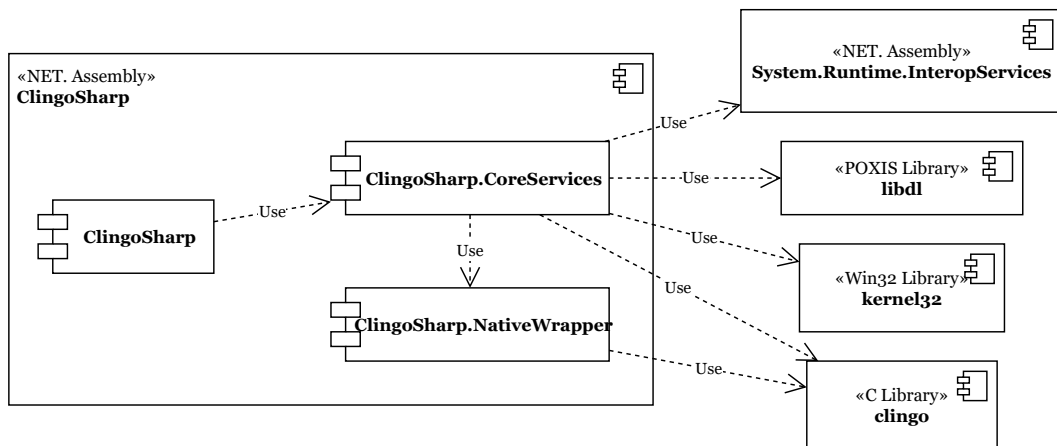 «NET. Assembly»
System.Runtime.InteropServices
«NET. Assembly»
ClingoSharp
Use
ClingoSharp.CoreServices
Use
«POXIS Library»
libdl
ClingoSharp
Use
Use
Use
«Win32 Library»
kernel32
Use
ClingoSharp.NativeWrapper
Use
«C Library»
clingo